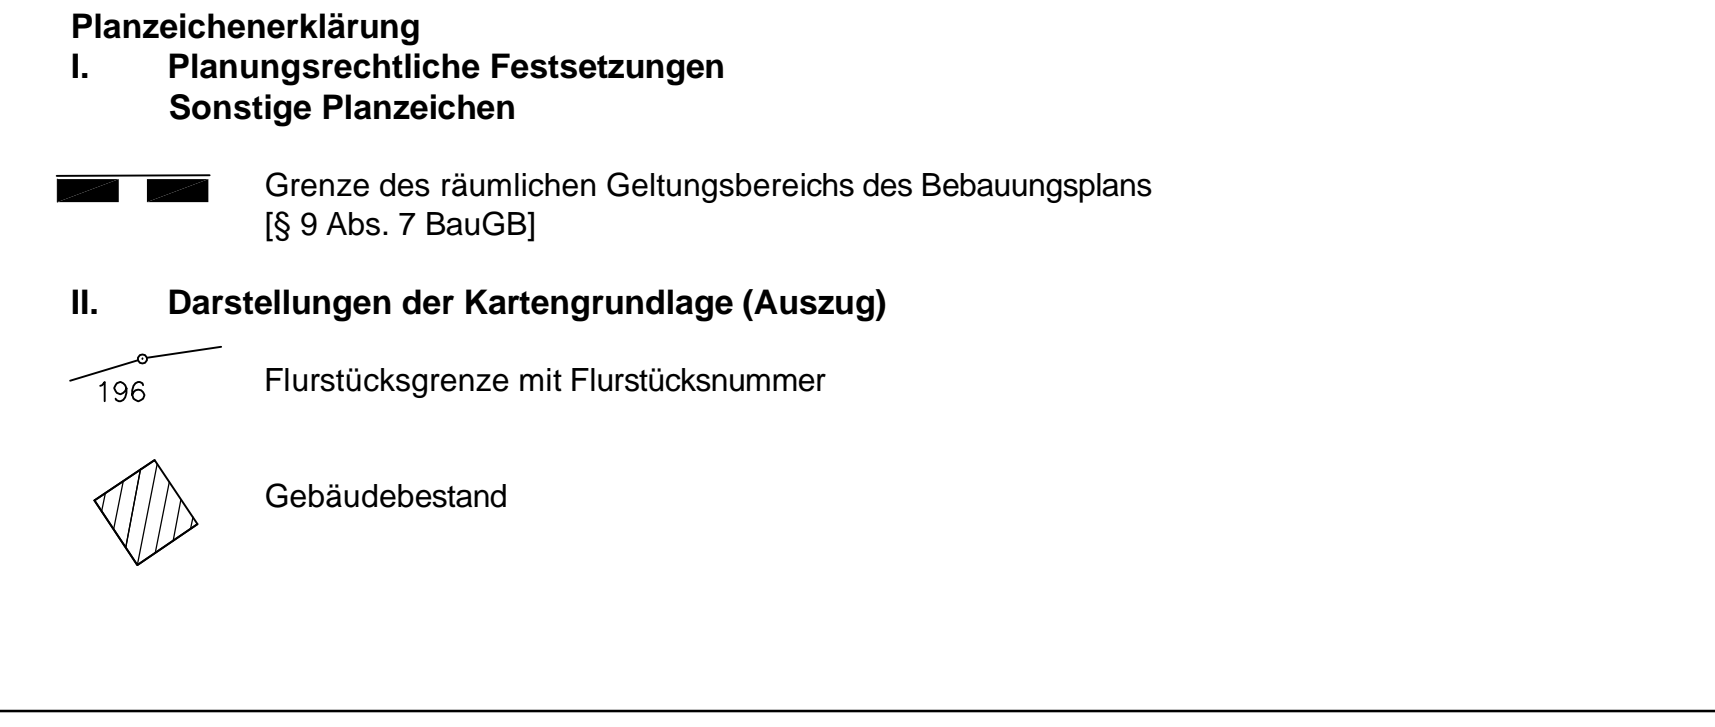 Planzeichenerklärung
I. Planungsrechtliche Festsetzungen
Sonstige Planzeichen
Grenze des räumlichen Geltungsbereichs des Bebauungsplans
[§ 9 Abs. 7 BauGB]
II. Darstellungen der Kartengrundlage (Auszug)
196 Flurstücksgrenze mit Flurstücksnummer
Gebäudebestand